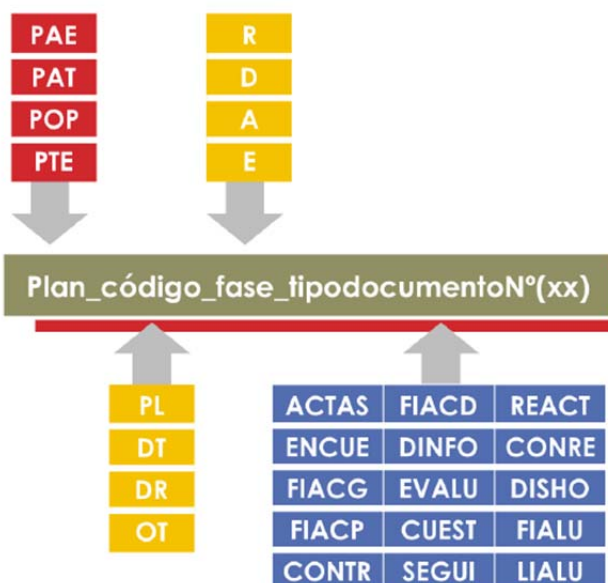 PAE
PAT
POP
PTE
R
D
A
E
Plan_código_fase_tipodocumentoNº(xx)
PL
DT
DR
OT
ACTAS FIACD REACT
ENCUE DINFO CONRE
FIACG EVALU DISHO
FIACP CUEST FIALU
CONTR SEGUI LIALU